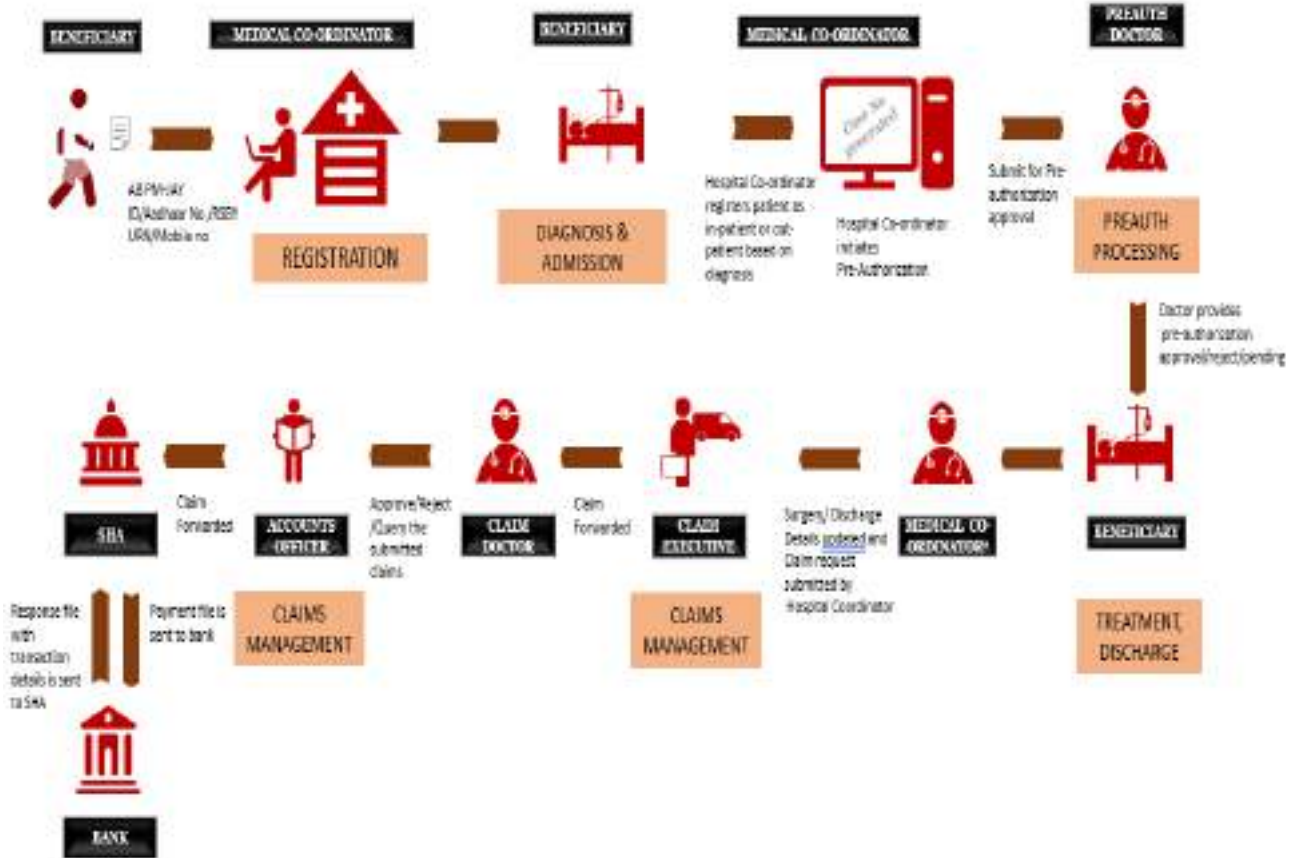 BENEFICIARY
MEDICAL CO-ORDINATOR
BENEFICIARY
MEDICAL CO-ORDINATOR
PREAUTH
DOCTOR
Case No
generated
AB PM-JAY
ID/Aadhaar No./RSBY
URN/Mobile no
REGISTRATION
DIAGNOSIS &
ADMISSION
Hospital Co-ordinator
registers patient as
in-patient or out-
patient based on
diagnosis
Hospital Co-ordinator
initiates
Pre-Authorization
Submit for Pre-
authorization
approval
PREAUTH
PROCESSING
Doctor provides
pre-authorization
approval/reject/pending
SHA
Claim
Forwarded
ACCOUNTS
OFFICER
Approve/Reject
/Query the
submitted
claims
CLAIM
DOCTOR
Claim
Forwarded
CLAIM
EXECUTIVE
Surgery/ Discharge
Details updated and
Claim request
submitted by
Hospital Coordinator
MEDICAL CO-
ORDINATOR*
BENEFICIARY
Response file
with
transaction
details is sent
to SHA
Payment file is
sent to bank
CLAIMS
MANAGEMENT
CLAIMS
MANAGEMENT
TREATMENT,
DISCHARGE
BANK